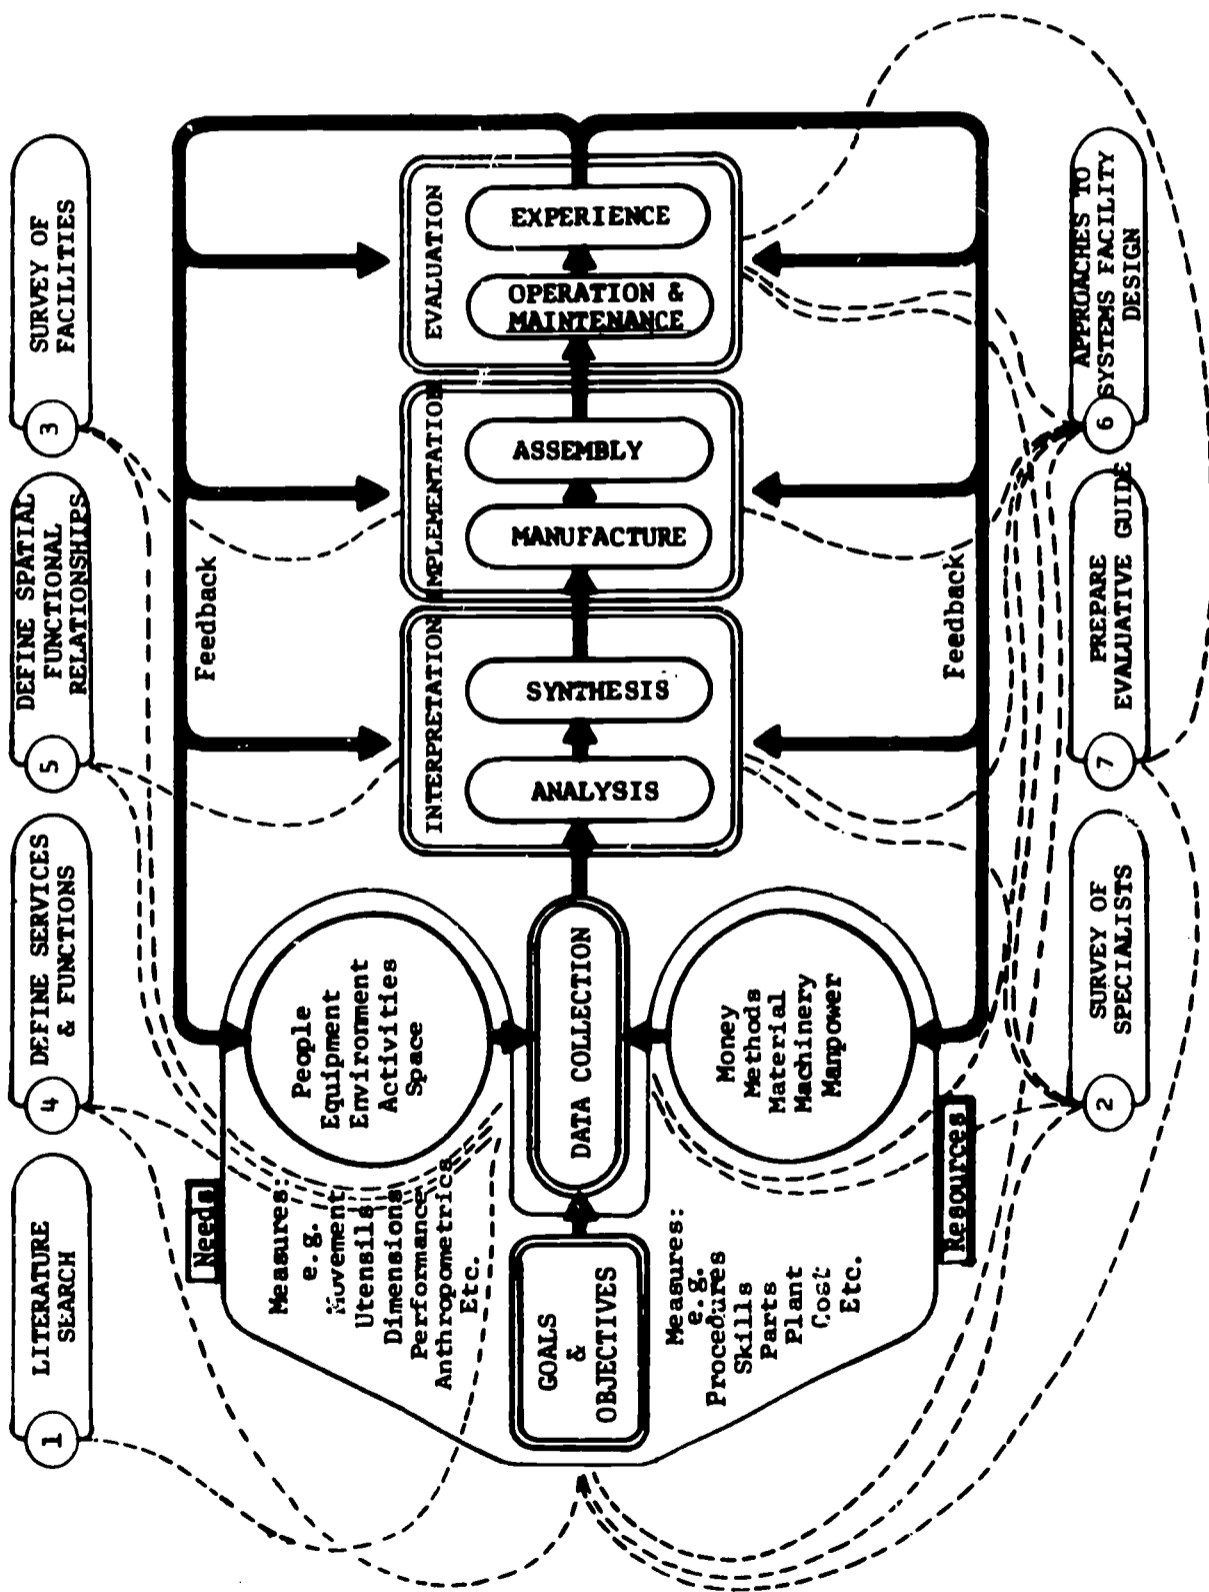 1
LITERATURE
SEARCH
4
DEFINE SERVICES
& FUNCTIONS
5
DEFINE SPATIAL
FUNCTIONAL
RELATIONSHIPS
3
SURVEY OF
FACILITIES
Needs
Measures:
e.g.
Movement
Utensils
Dimensions
Performance
Anthropometrics
Etc.
People
Equipment
Environment
Activities
Space
Feedback
GOALS
&
OBJECTIVES
DATA COLLECTION
INTERPRETATION
ANALYSIS
SYNTHESIS
IMPLEMENTATION
MANUFACTURE
ASSEMBLY
EVALUATION
OPERATION &
MAINTENANCE
EXPERIENCE
Measures:
e.g.
Procedures
Skills
Parts
Plant
Cost
Etc.
Money
Methods
Material
Machinery
Manpower
Resources
Feedback
2
SURVEY OF
SPECIALISTS
7
PREPARE
EVALUATIVE GUIDE
6
APPROACHES TO
SYSTEMS FACILITY
DESIGN